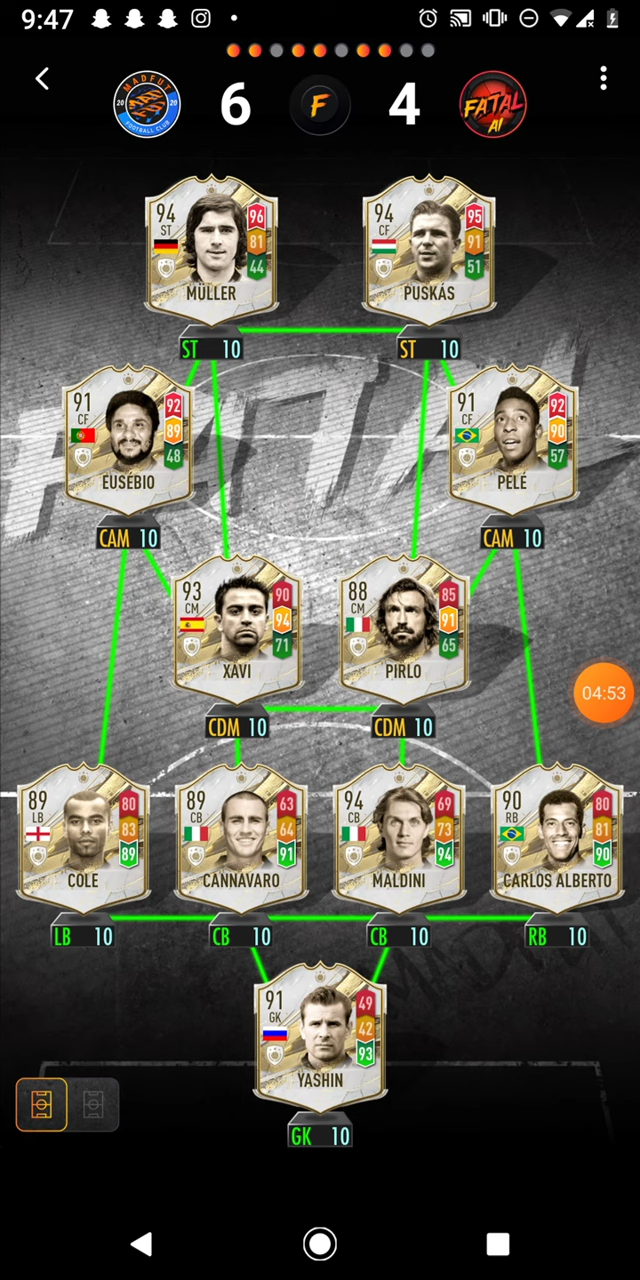 9:47
MADFUT
20 20
FOOTBALL CLUB
6 F 4
FATAL
AI
94
ST
96
81
44
MÜLLER
94
CF
95
91
51
PUSKÁS
ST 10
ST 10
91
CF
92
89
48
EUSÉBIO
91
CF
92
90
57
PELÉ
CAM 10
CAM 10
93
CM
90
94
71
XAVI
88
CM
85
91
65
PIRLO
04:53
CDM 10
CDM 10
89
LB
80
83
89
COLE
89
CB
63
64
91
CANNAVARO
94
CB
69
73
94
MALDINI
90
RB
80
81
90
CARLOS ALBERTO
LB 10
CB 10
CB 10
RB 10
91
GK
49
42
93
YASHIN
GK 10